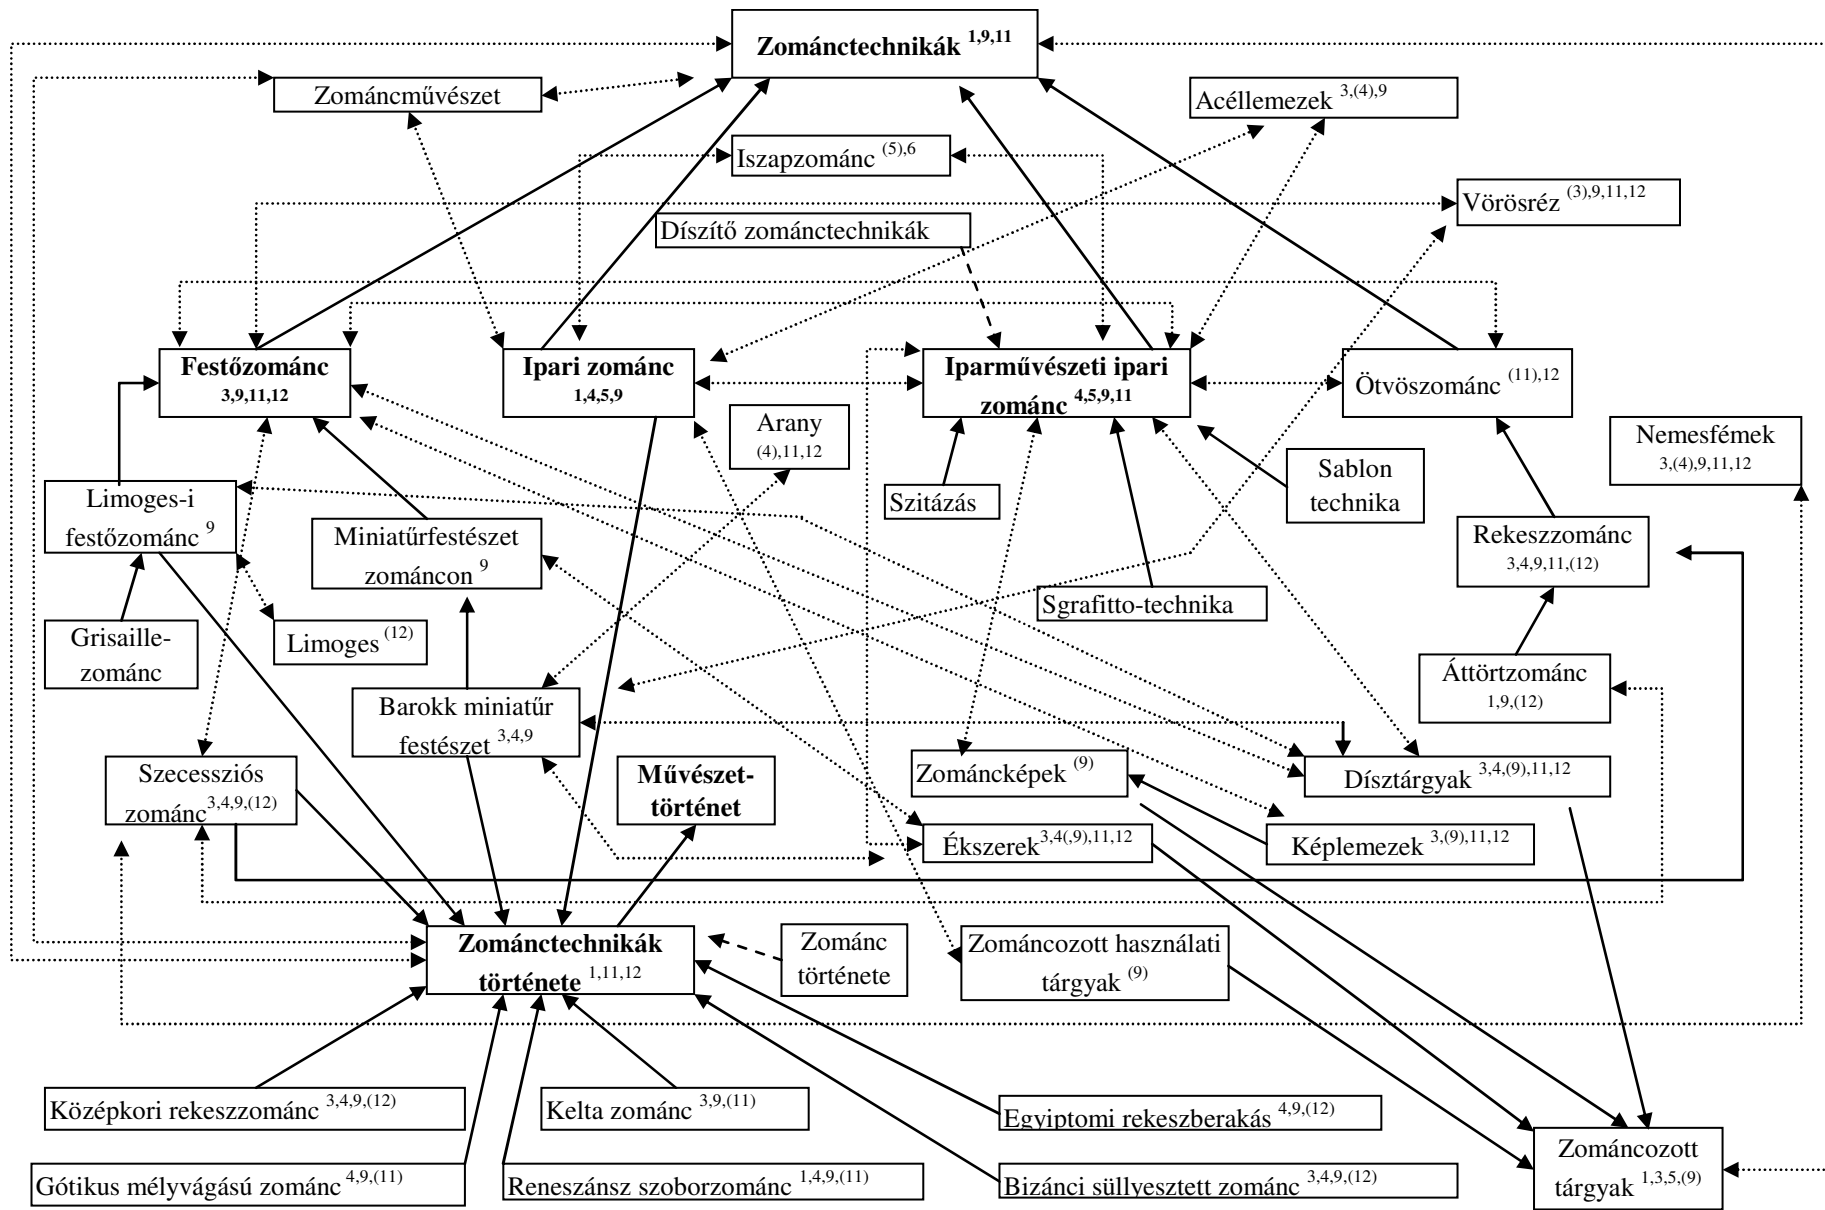 Zománctechnikák 1,9,11
Zománcművészet
Acéllemezek 3,(4),9
Iszapzománc (5),6
Vörösréz (3),9,11,12
Díszítő zománctechnikák
Festőzománc
3,9,11,12
Ipari zománc
1,4,5,9
Iparművészeti ipari
zománc 4,5,9,11
Ötvöszománc (11),12
Arany
(4),11,12
Nemesfémek
3,(4),9,11,12
Limoges-i
festőzománc 9
Szitázás
Sablon
technika
Miniatűrfestészet
zománcon 9
Rekeszzománc
3,4,9,11,(12)
Sgrafitto-technika
Grisaille-
zománc
Limoges (12)
Áttörtzománc
1,9,(12)
Barokk miniatűr
festészet 3,4,9
Szecessziós
zománc 3,4,9,(12)
Művészet-
történet
Zománcképek (9)
Dísztárgyak 3,4,(9),11,12
Ékszerek 3,4(,9),11,12
Képlemezek 3,(9),11,12
Zománctechnikák
története 1,11,12
Zománc
története
Zománcozott használati
tárgyak (9)
Középkori rekeszzománc 3,4,9,(12)
Kelta zománc 3,9,(11)
Egyiptomi rekeszberakás 4,9,(12)
Zománcozott
tárgyak 1,3,5,(9)
Gótikus mélyvágású zománc 4,9,(11)
Reneszánsz szoborzománc 1,4,9,(11)
Bizánci süllyesztett zománc 3,4,9,(12)